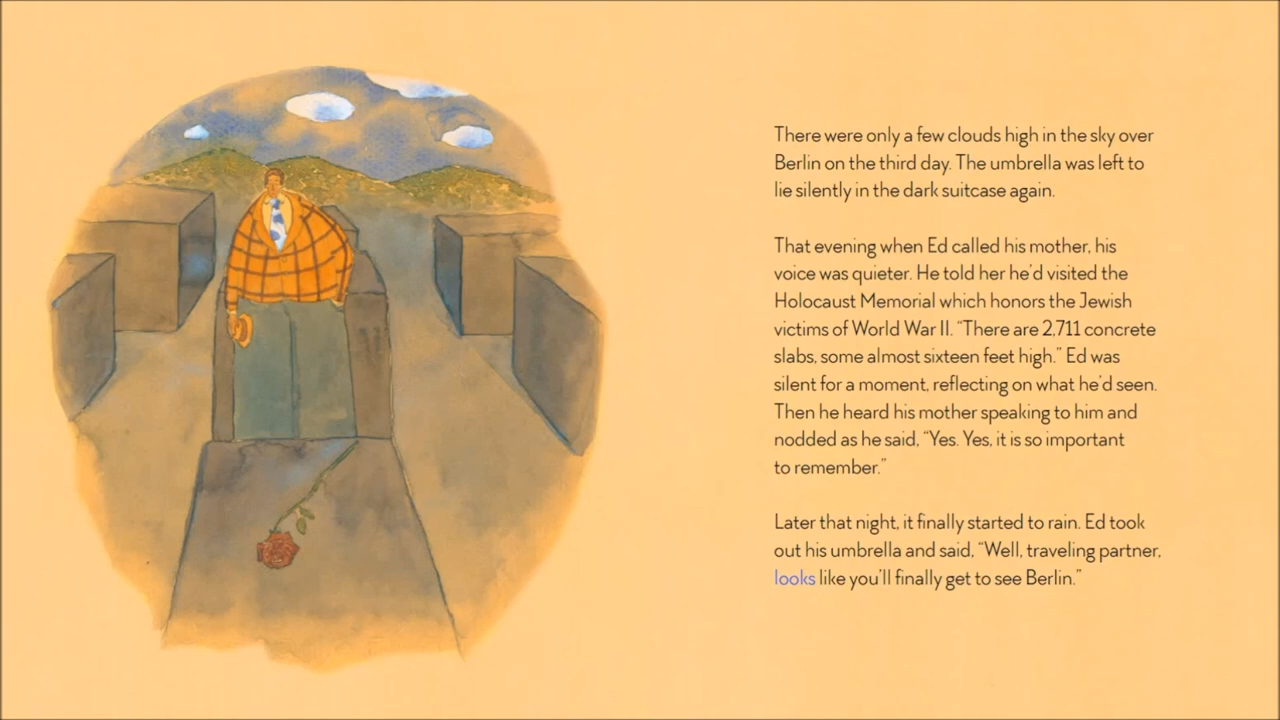 There were only a few clouds high in the sky over
Berlin on the third day. The umbrella was left to
lie silently in the dark suitcase again.
That evening when Ed called his mother, his
voice was quieter. He told her he’d visited the
Holocaust Memorial which honors the Jewish
victims of World War II. “There are 2,711 concrete
slabs, some almost sixteen feet high.” Ed was
silent for a moment, reflecting on what he’d seen.
Then he heard his mother speaking to him and
nodded as he said, “Yes. Yes, it is so important
to remember.”
Later that night, it finally started to rain. Ed took
out his umbrella and said, “Well, traveling partner,
looks like you’ll finally get to see Berlin.”